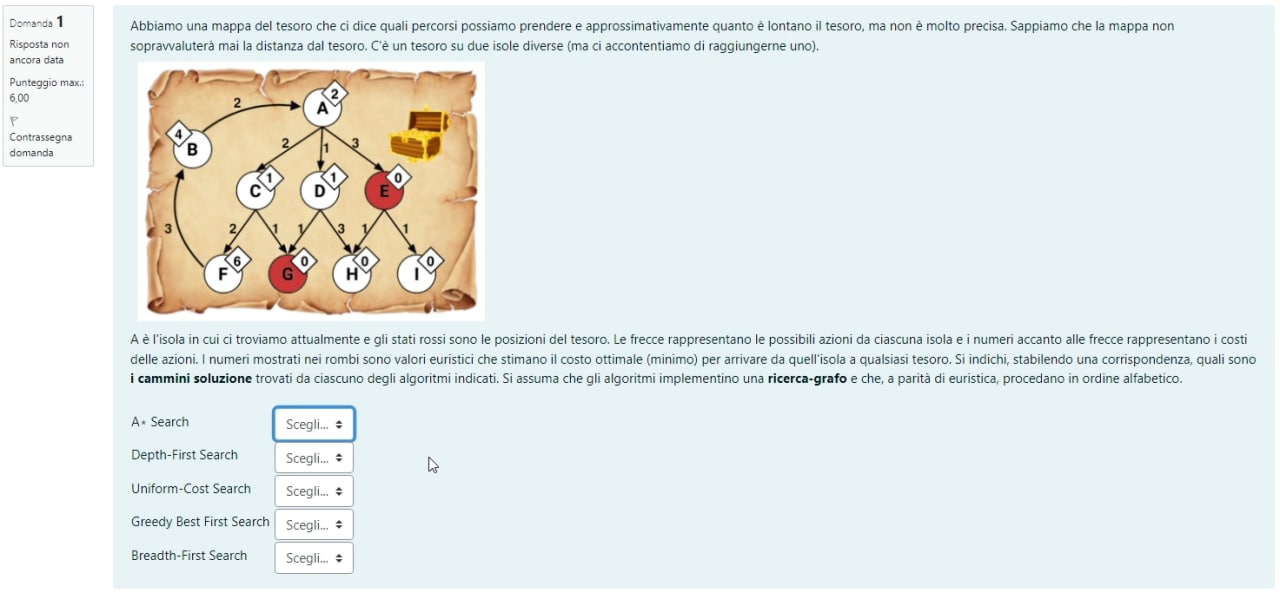 Domanda 1
Risposta non
ancora data
Punteggio max.:
6,00
Contrassegna
domanda
Abbiamo una mappa del tesoro che ci dice quali percorsi possiamo prendere e approssimativamente quanto è lontano il tesoro, ma non è molto precisa. Sappiamo che la mappa non
sopravvaluterà mai la distanza dal tesoro. C'è un tesoro su due isole diverse (ma ci accontentiamo di raggiungerne uno).
2
2
A
4
B
2
1
3
1
1
0
C
D
E
3
2
1
1
3
1
1
6
0
0
0
F
G
H
I
A è l'isola in cui ci troviamo attualmente e gli stati rossi sono le posizioni del tesoro. Le frecce rappresentano le possibili azioni da ciascuna isola e i numeri accanto alle frecce rappresentano i costi
delle azioni. I numeri mostrati nei rombi sono valori euristici che stimano il costo ottimale (minimo) per arrivare da quell'isola a qualsiasi tesoro. Si indichi, stabilendo una corrispondenza, quali sono
i cammini soluzione trovati da ciascuno degli algoritmi indicati. Si assuma che gli algoritmi implementino una ricerca-grafo e che, a parità di euristica, procedano in ordine alfabetico.
A* Search Scegli...
Depth-First Search Scegli...
Uniform-Cost Search Scegli...
Greedy Best First Search Scegli...
Breadth-First Search Scegli...